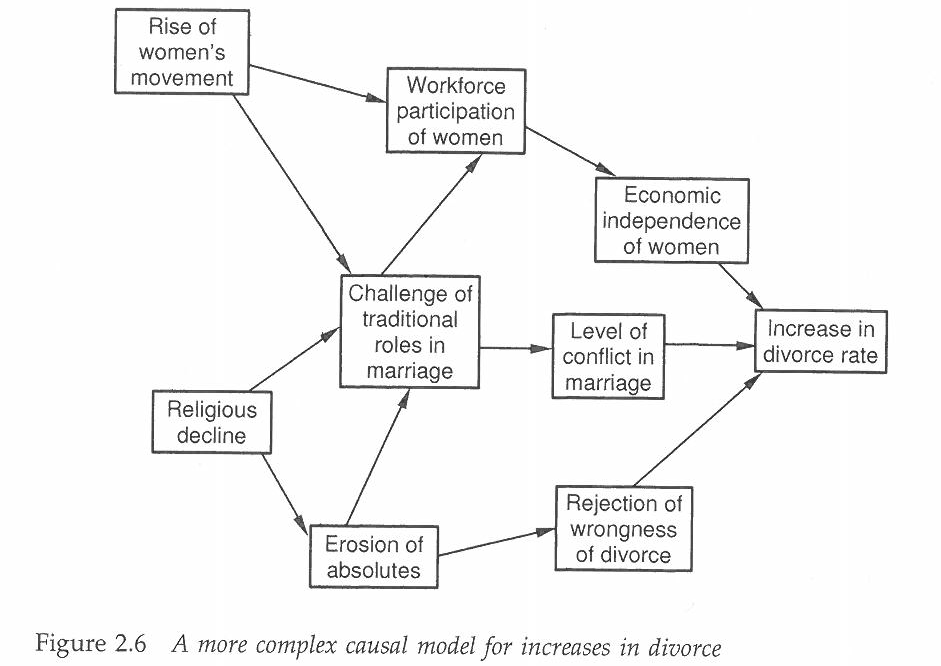 Rise of
women's
movement
Workforce
participation
of women
Economic
independence
of women
Challenge of
traditional
roles in
marriage
Level of
conflict in
marriage
Increase in
divorce rate
Religious
decline
Rejection of
wrongness
of divorce
Erosion of
absolutes
Figure 2.6 A more complex causal model for increases in divorce